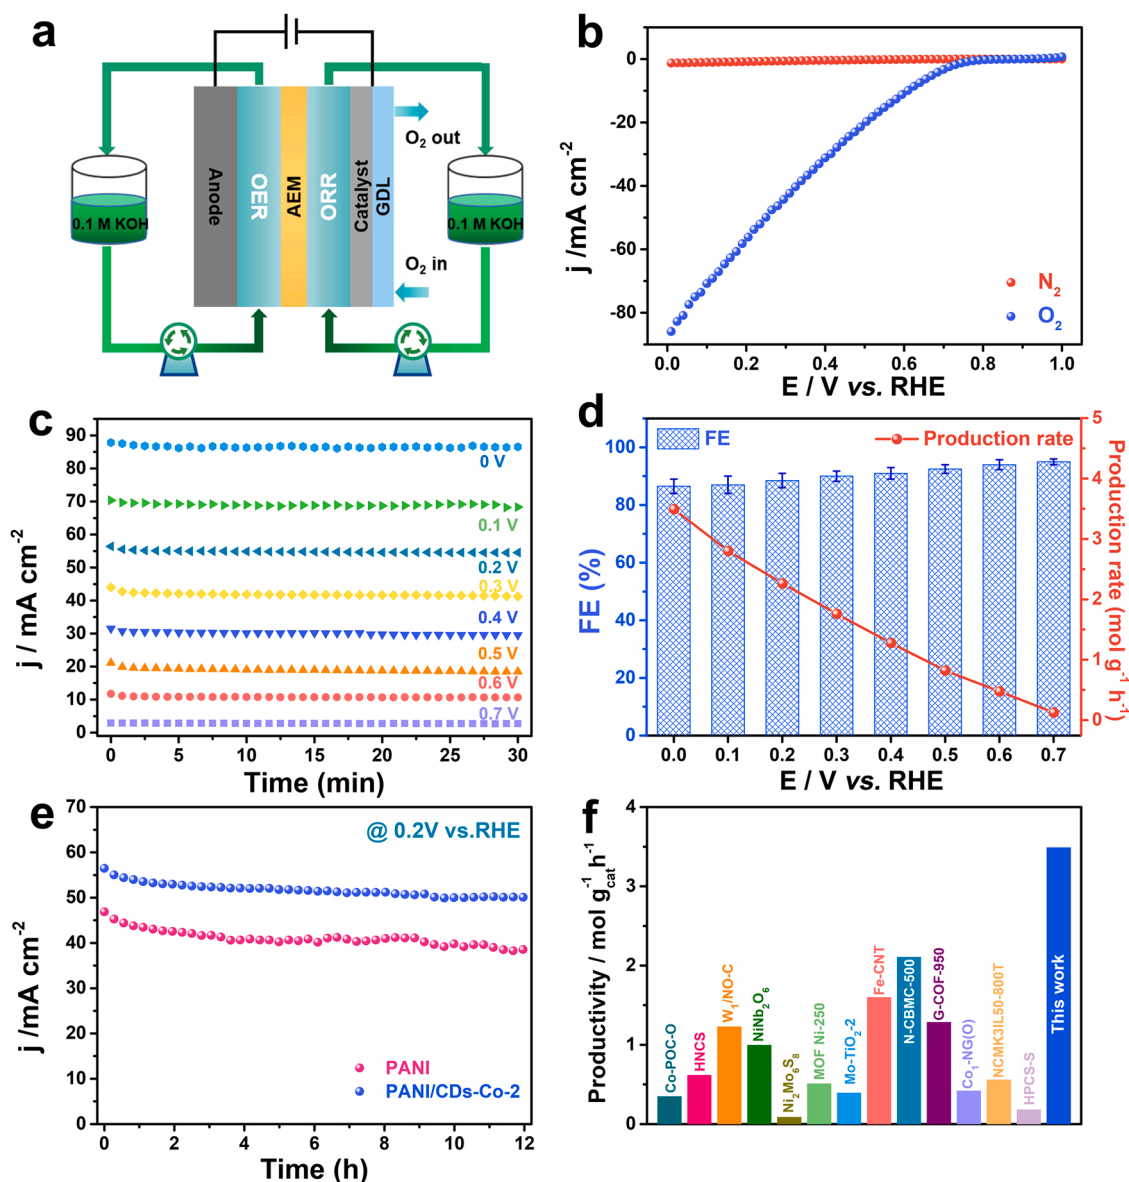 a
Anode
OER
AEM
ORR
Catalyst
GDL
O₂ out
O₂ in
0.1 M KOH
0.1 M KOH
b
0
-20
-40
-60
-80
j /mA cm⁻²
N₂
O₂
0.0
0.2
0.4
0.6
0.8
1.0
E / V vs. RHE
c
90
80
70
60
50
40
30
20
10
0
j / mA cm⁻²
0 V
0.1 V
0.2 V
0.3 V
0.4 V
0.5 V
0.6 V
0.7 V
0
5
10
15
20
25
30
Time (min)
d
FE
Production rate
100
80
60
40
20
0
FE (%)
5
4
3
2
1
0
Production rate (mol g⁻¹ h⁻¹)
0.0
0.1
0.2
0.3
0.4
0.5
0.6
0.7
E / V vs. RHE
e
@ 0.2V vs.RHE
70
60
50
40
30
20
10
0
j /mA cm⁻²
PANI
PANI/CDs-Co-2
0
2
4
6
8
10
12
Time (h)
f
4
3
2
1
0
Productivity / mol g_cat⁻¹ h⁻¹
Co-POC-O
HNCS
W₁/NO-C
NiNb₂O₆
Ni₂Mo₆S₈
MOF Ni-250
Mo-TiO₂-2
Fe-CNT
N-CBMC-500
G-COF-950
Co₁-NG(O)
NCMK3IL50-800T
HPCS-S
This work